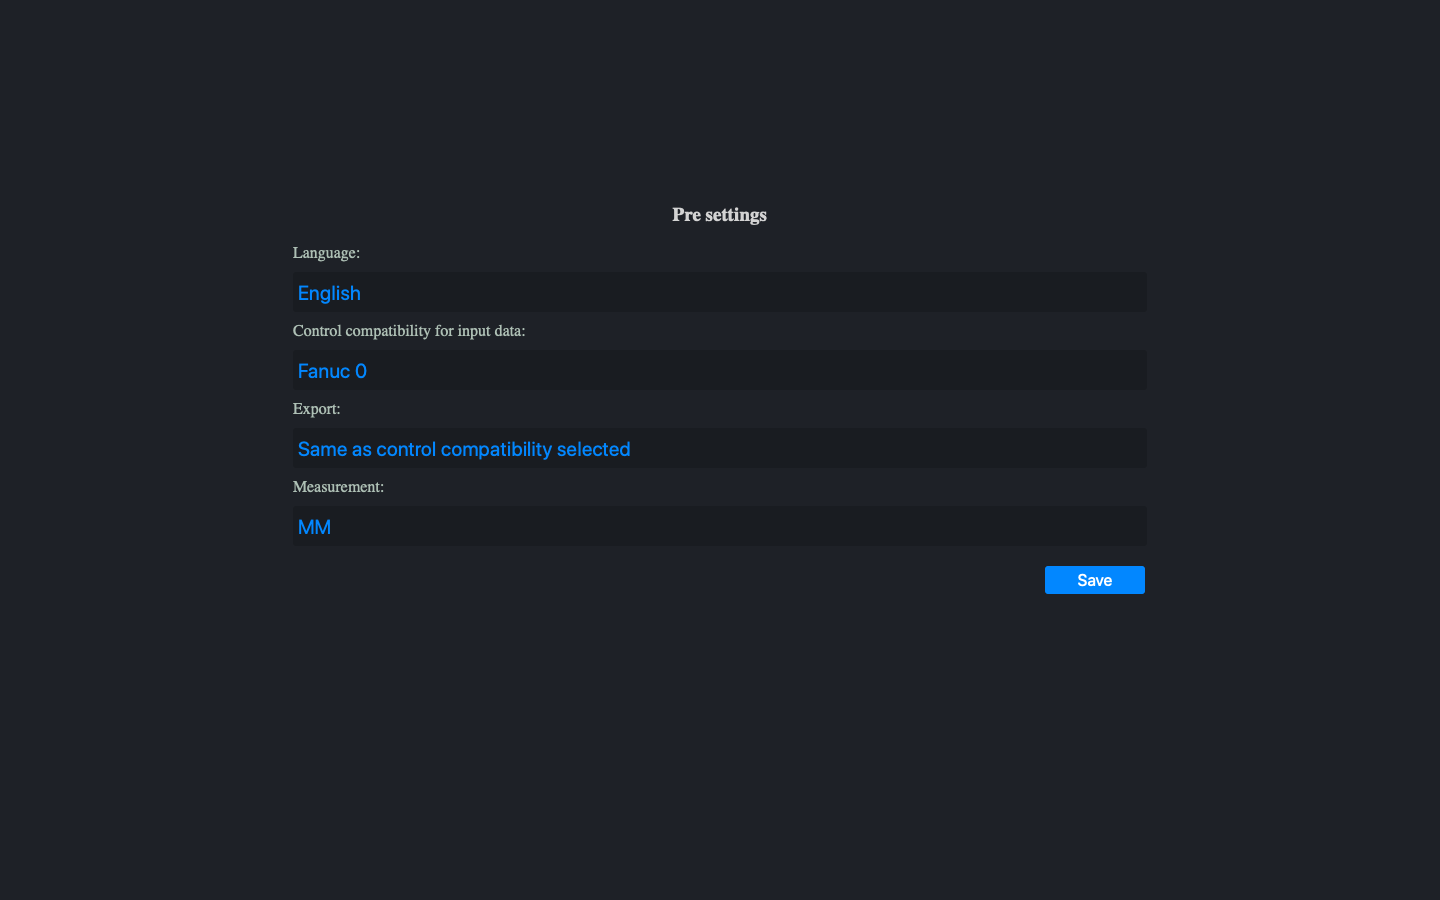 Pre settings
Language:
English
Control compatibility for input data:
Fanuc 0
Export:
Same as control compatibility selected
Measurement:
MM
Save